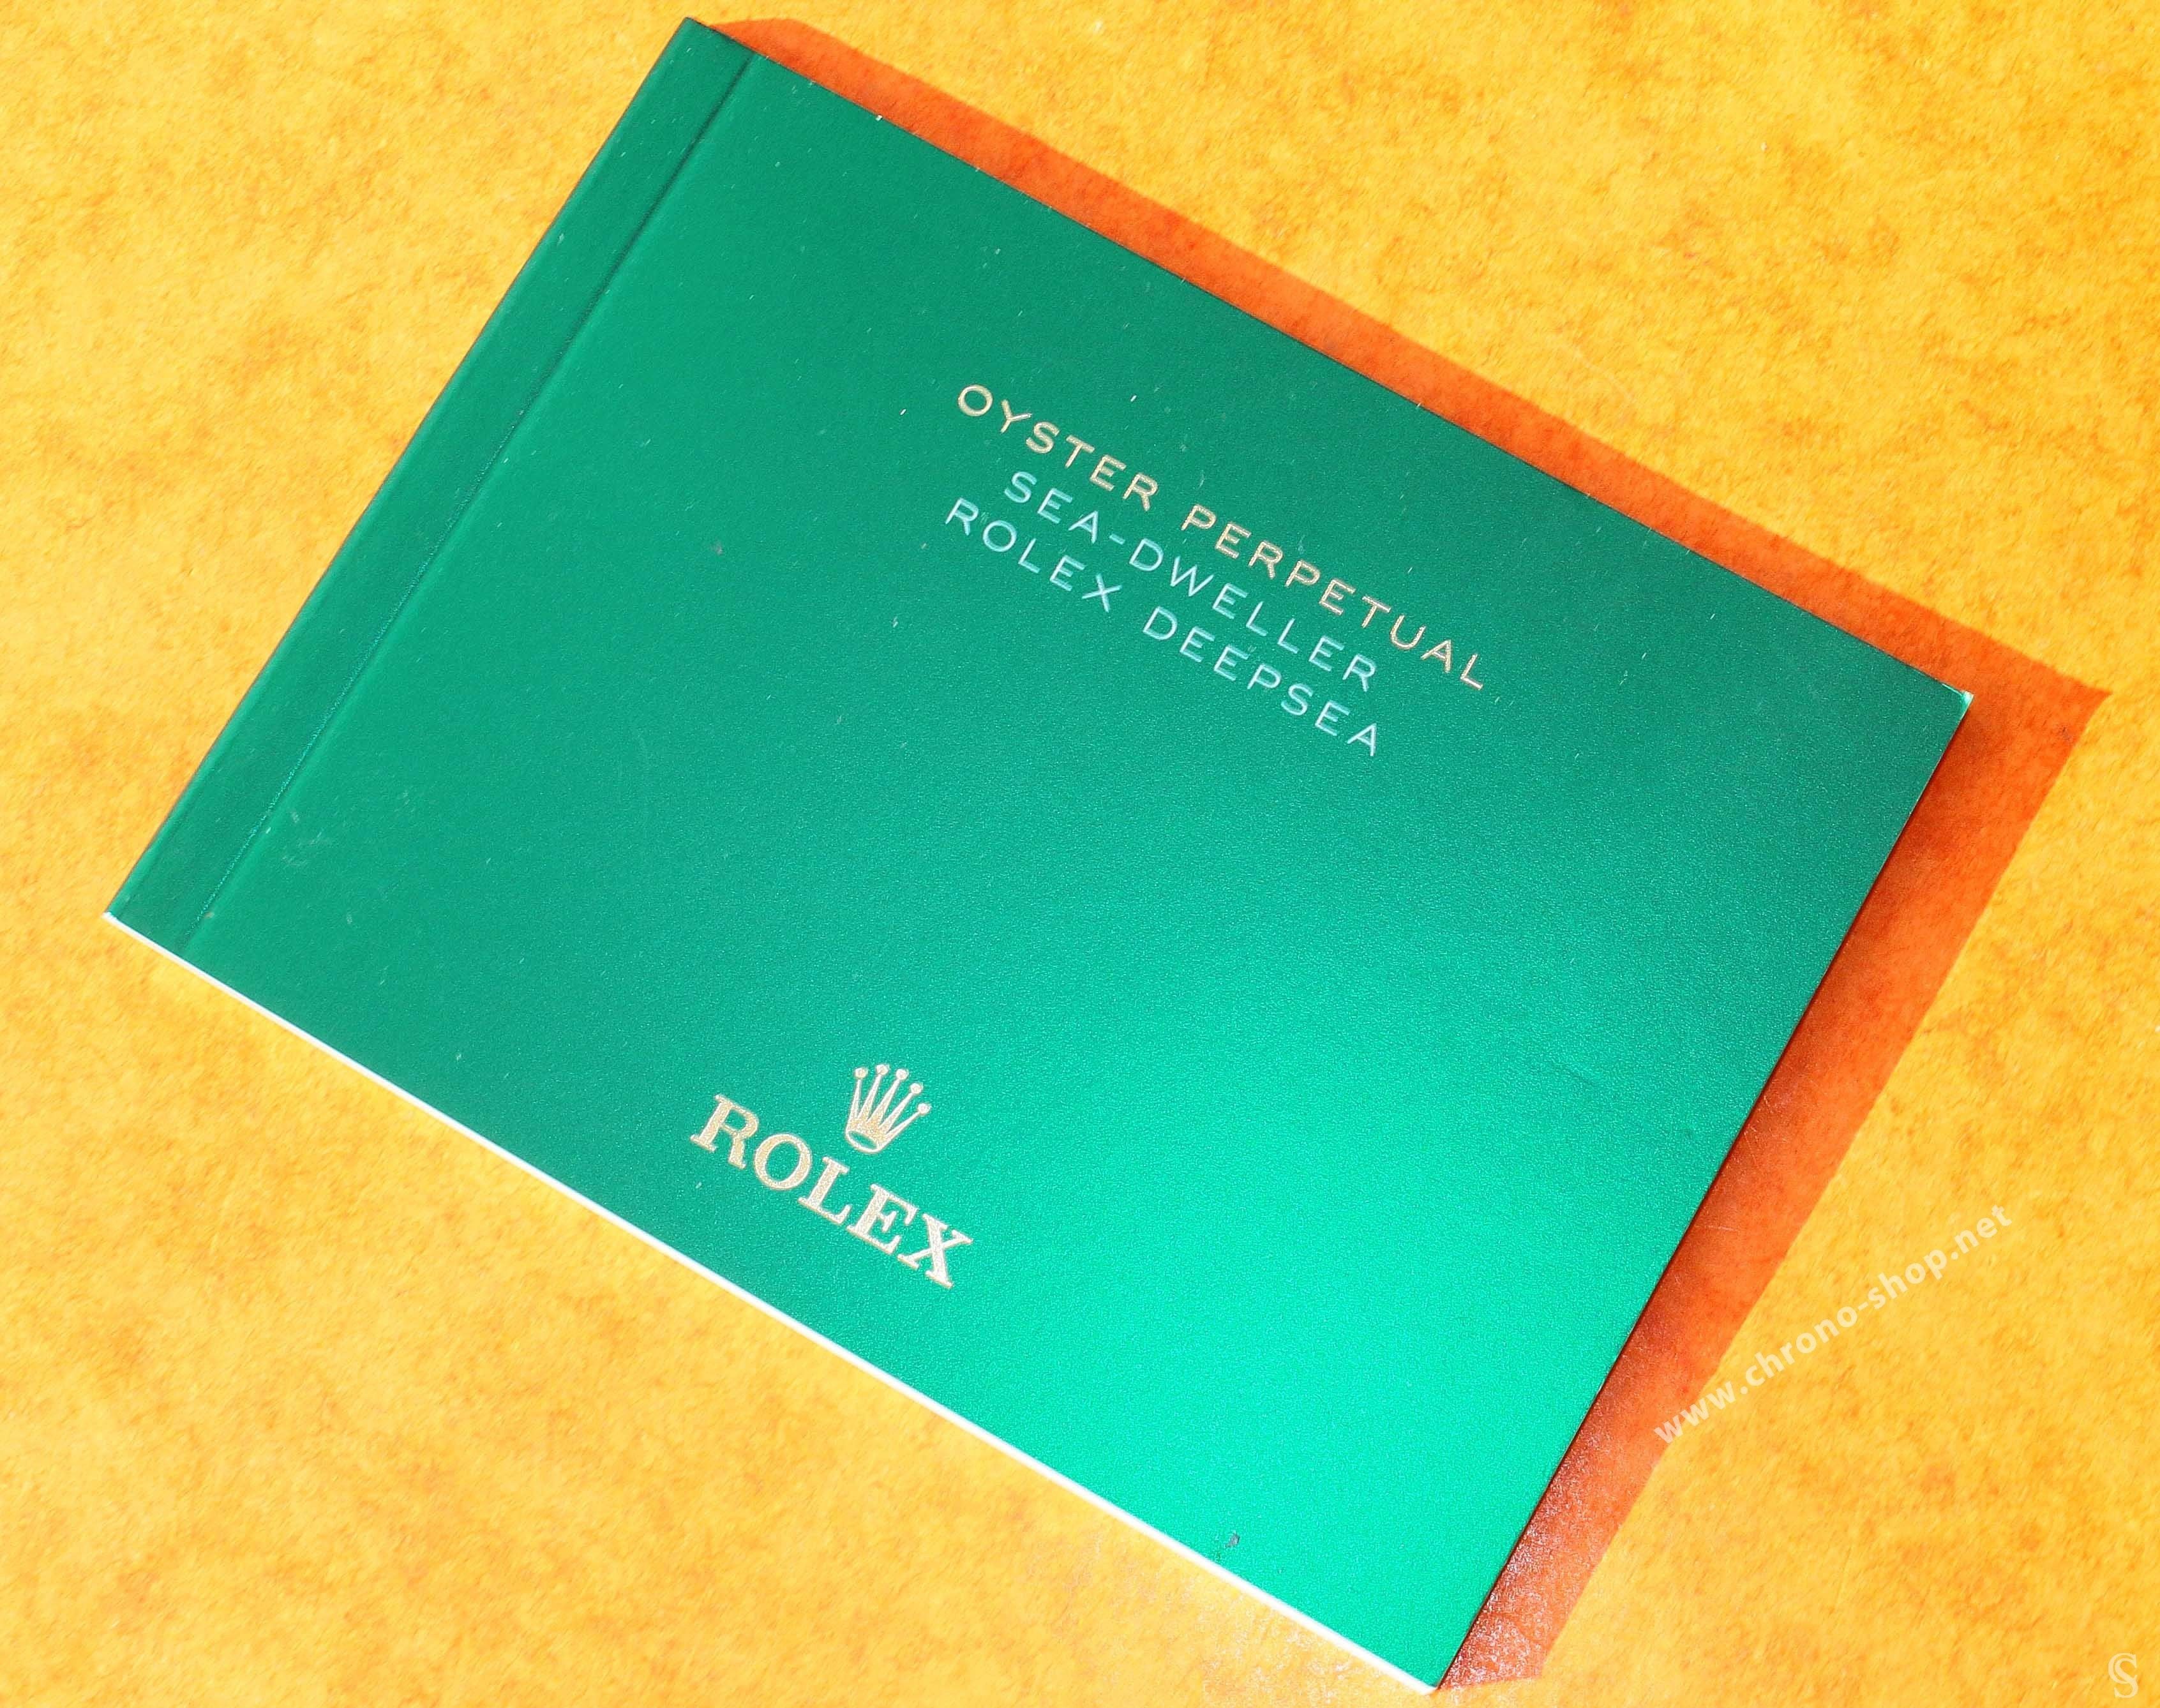 OYSTER PERPETUAL
SEA-DWELLER
ROLEX DEEPSEA
ROLEX
www.chrono-shop.net